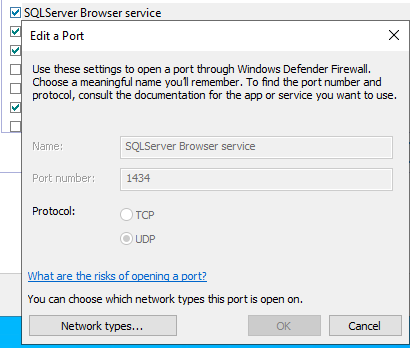 SQLServer Browser service
Edit a Port
Use these settings to open a port through Windows Defender Firewall.
Choose a meaningful name you'll remember. To find the port number and
protocol, consult the documentation for the app or service you want to use.
Name:
SQLServer Browser service
Port number:
1434
Protocol:
TCP
UDP
What are the risks of opening a port?
You can choose which network types this port is open on.
Network types...
OK
Cancel